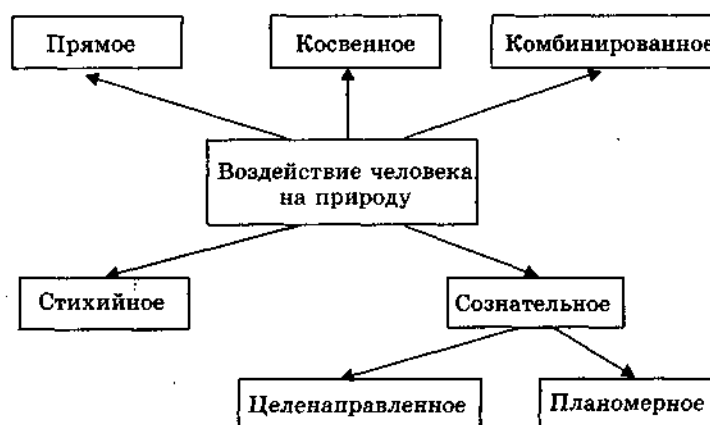 Прямое
Косвенное
Комбинированное
Воздействие человека
на природу
Стихийное
Сознательное
Целенаправленное
Планомерное